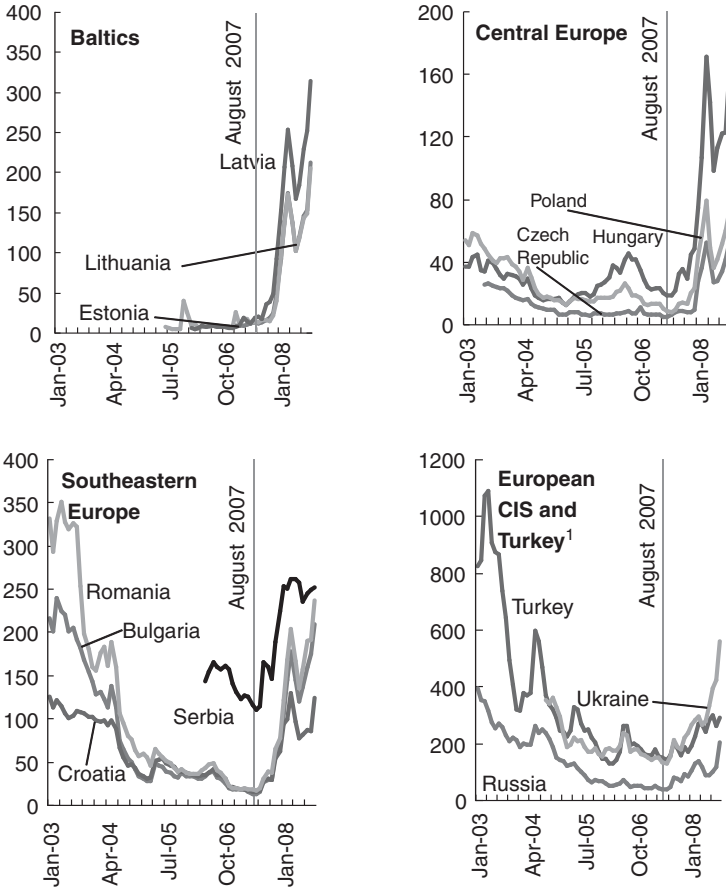 Baltics
August 2007
400
350
300
250
200
150
100
50
0
Latvia
Lithuania
Estonia
Jan-03
Apr-04
Jul-05
Oct-06
Jan-08
Central Europe
August 2007
200
160
120
80
40
0
Poland
Czech
Republic
Hungary
Jan-03
Apr-04
Jul-05
Oct-06
Jan-08
Southeastern
Europe
August 2007
400
350
300
250
200
150
100
50
0
Romania
Bulgaria
Serbia
Croatia
Jan-03
Apr-04
Jul-05
Oct-06
Jan-08
European
CIS and
Turkey¹
August 2007
1200
1000
800
600
400
200
0
Turkey
Ukraine
Russia
Jan-03
Apr-04
Jul-05
Oct-06
Jan-08